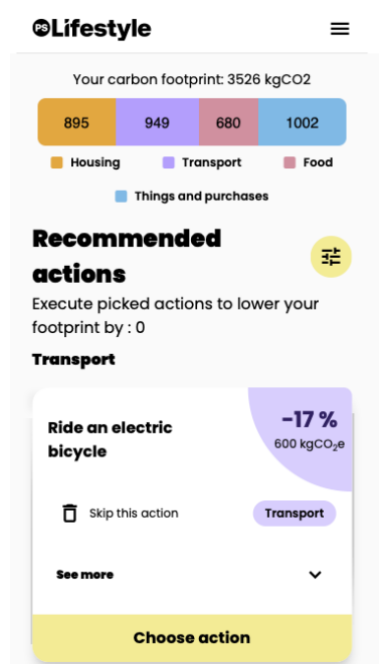 PS Lifestyle
Your carbon footprint: 3526 kgCO2
895 949 680 1002
Housing Transport Food
Things and purchases
Recommended
actions
Execute picked actions to lower your
footprint by : 0
Transport
Ride an electric
bicycle
-17 %
600 kgCO₂e
Skip this action Transport
See more
Choose action